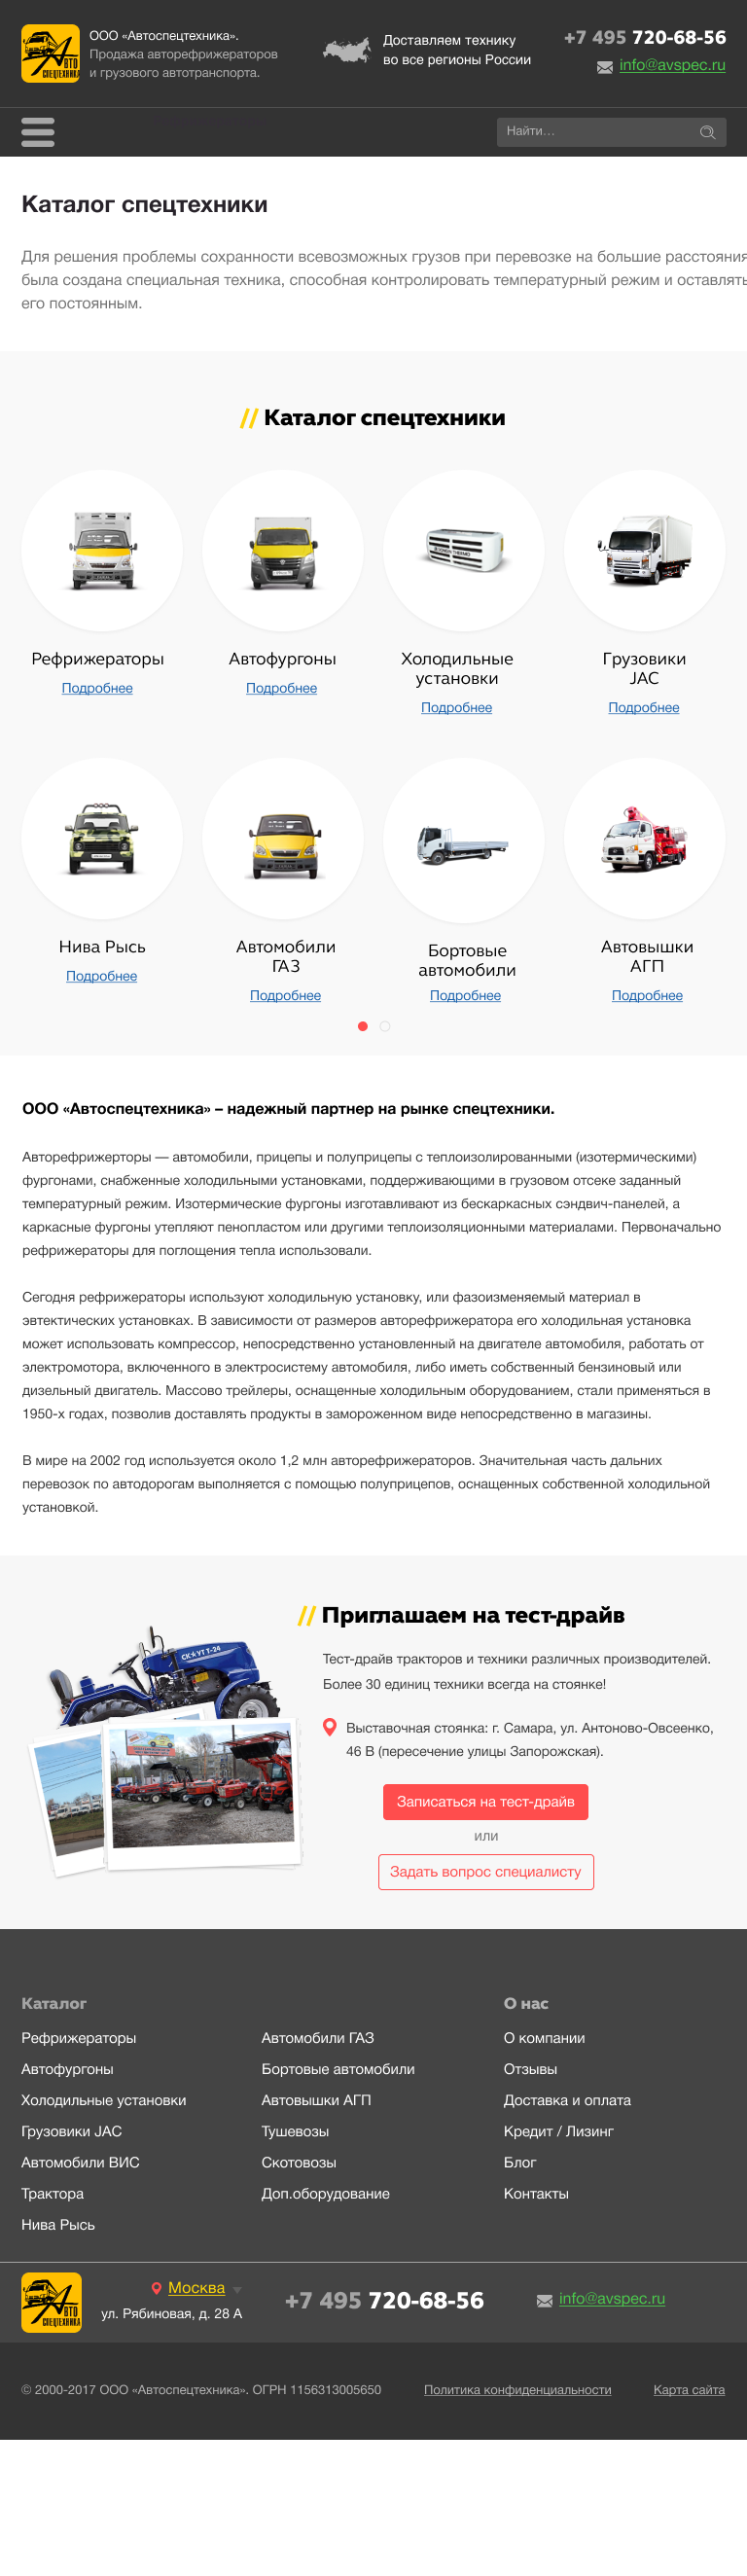 ООО «Автоспецтехника».
Продажа авторефрижераторов
и грузового автотранспорта.
Доставляем технику
во все регионы России
+7 495 720-68-56
info@avspec.ru
АВТО
СПЕЦТЕХНИКА
Найти...
Каталог спецтехники
Для решения проблемы сохранности всевозможных грузов при перевозке на большие расстояния
была создана специальная техника, способная контролировать температурный режим и оставлять
его постоянным.
// Каталог спецтехники
Рефрижераторы
Подробнее
Автофургоны
Подробнее
Холодильные
установки
Подробнее
Грузовики
JAC
Подробнее
Нива Рысь
Подробнее
Автомобили
ГАЗ
Подробнее
Бортовые
автомобили
Подробнее
Автовышки
АГП
Подробнее
ООО «Автоспецтехника» – надежный партнер на рынке спецтехники.
Авторефрижерторы — автомобили, прицепы и полуприцепы с теплоизолированными (изотермическими)
фургонами, снабженные холодильными установками, поддерживающими в грузовом отсеке заданный
температурный режим. Изотермические фургоны изготавливают из бескаркасных сэндвич-панелей, а
каркасные фургоны утепляют пенопластом или другими теплоизоляционными материалами. Первоначально
рефрижераторы для поглощения тепла использовали.
Сегодня рефрижераторы используют холодильную установку, или фазоизменяемый материал в
эвтектических установках. В зависимости от размеров авторефрижератора его холодильная установка
может использовать компрессор, непосредственно установленный на двигателе автомобиля, работать от
электромотора, включенного в электросистему автомобиля, либо иметь собственный бензиновый или
дизельный двигатель. Массово трейлеры, оснащенные холодильным оборудованием, стали применяться в
1950-х годах, позволив доставлять продукты в замороженном виде непосредственно в магазины.
В мире на 2002 год используется около 1,2 млн авторефрижераторов. Значительная часть дальних
перевозок по автодорогам выполняется с помощью полуприцепов, оснащенных собственной холодильной
установкой.
// Приглашаем на тест-драйв
Тест-драйв тракторов и техники различных производителей.
Более 30 единиц техники всегда на стоянке!
Выставочная стоянка: г. Самара, ул. Антоново-Овсеенко,
46 В (пересечение улицы Запорожская).
Записаться на тест-драйв
или
Задать вопрос специалисту
Каталог
Рефрижераторы
Автофургоны
Холодильные установки
Грузовики JAC
Автомобили ВИС
Трактора
Нива Рысь
Автомобили ГАЗ
Бортовые автомобили
Автовышки АГП
Тушевозы
Скотовозы
Доп.оборудование
О нас
О компании
Отзывы
Доставка и оплата
Кредит / Лизинг
Блог
Контакты
АВТО
СПЕЦТЕХНИКА
Москва
ул. Рябиновая, д. 28 А
+7 495 720-68-56
info@avspec.ru
© 2000-2017 ООО «Автоспецтехника». ОГРН 1156313005650
Политика конфиденциальности
Карта сайта